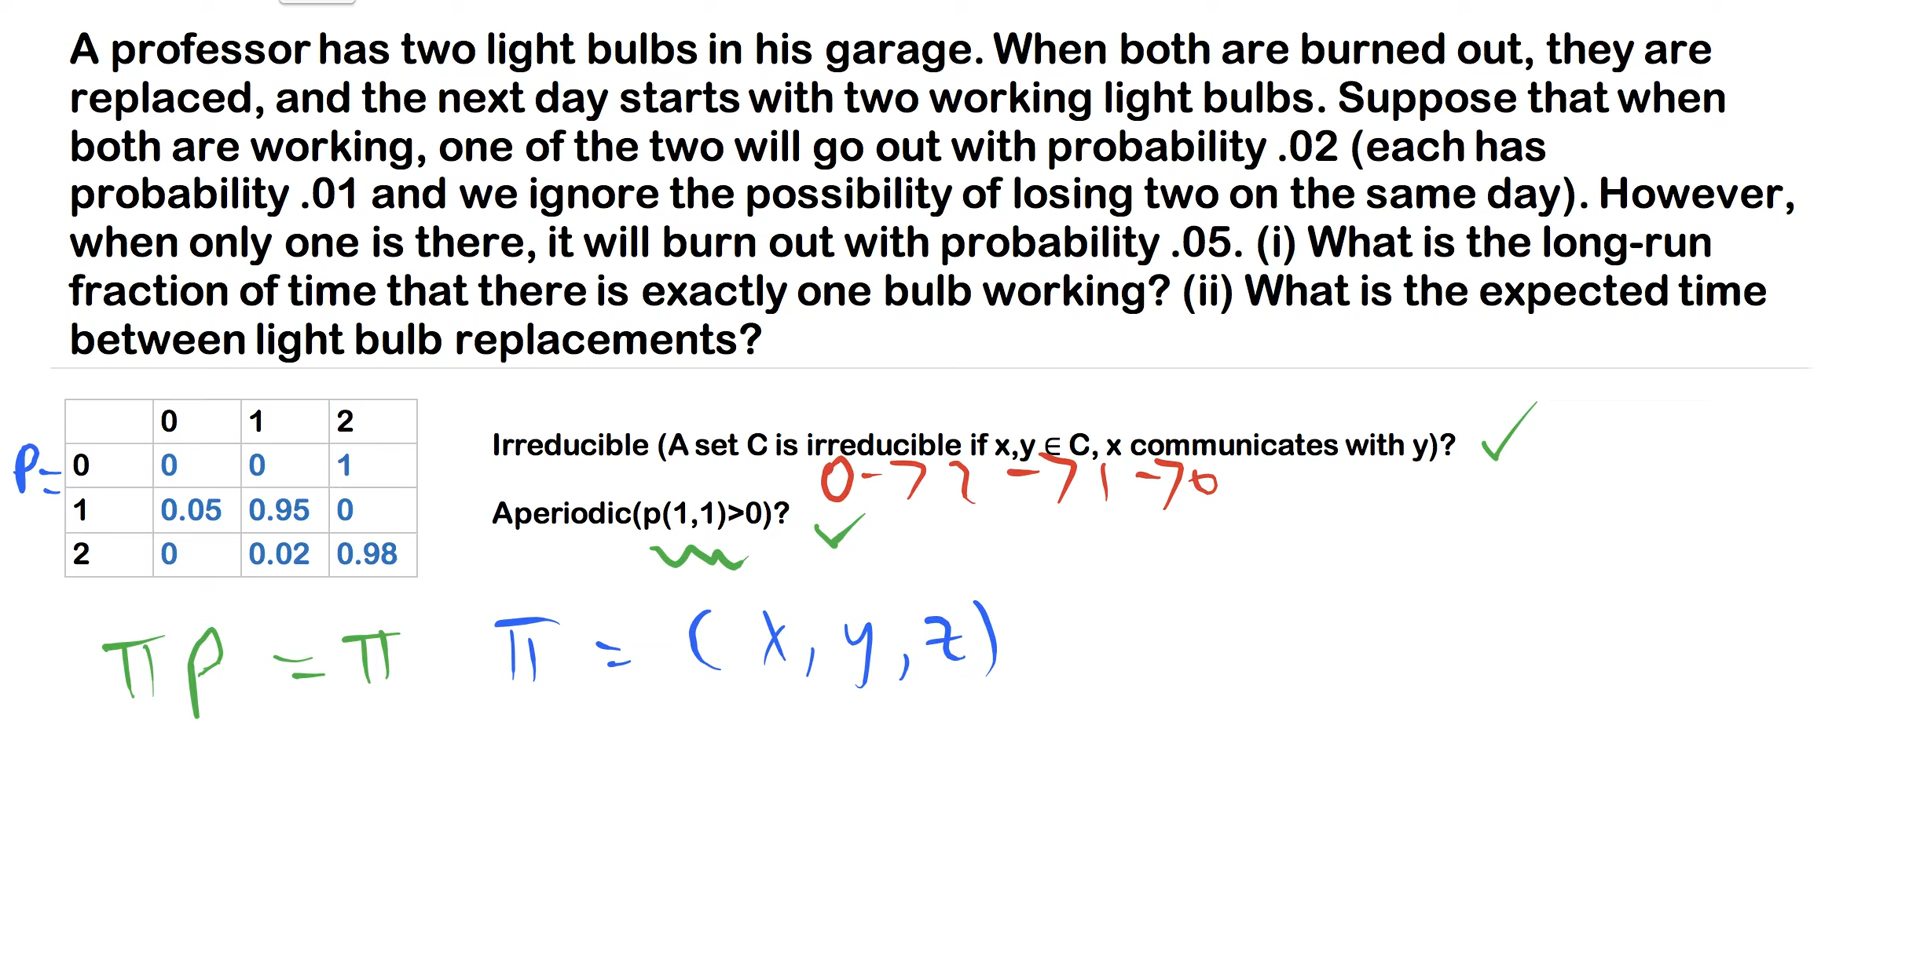 A professor has two light bulbs in his garage. When both are burned out, they are
replaced, and the next day starts with two working light bulbs. Suppose that when
both are working, one of the two will go out with probability .02 (each has
probability .01 and we ignore the possibility of losing two on the same day). However,
when only one is there, it will burn out with probability .05. (i) What is the long-run
fraction of time that there is exactly one bulb working? (ii) What is the expected time
between light bulb replacements?
0 1 2
P= 0 0 0 1
1 0.05 0.95 0
2 0 0.02 0.98
Irreducible (A set C is irreducible if x,y ∈ C, x communicates with y)? ✓
0 -> 2 -> 1 -> 0
Aperiodic(p(1,1)>0)? ✓
π P = π
π = (x, y, z)